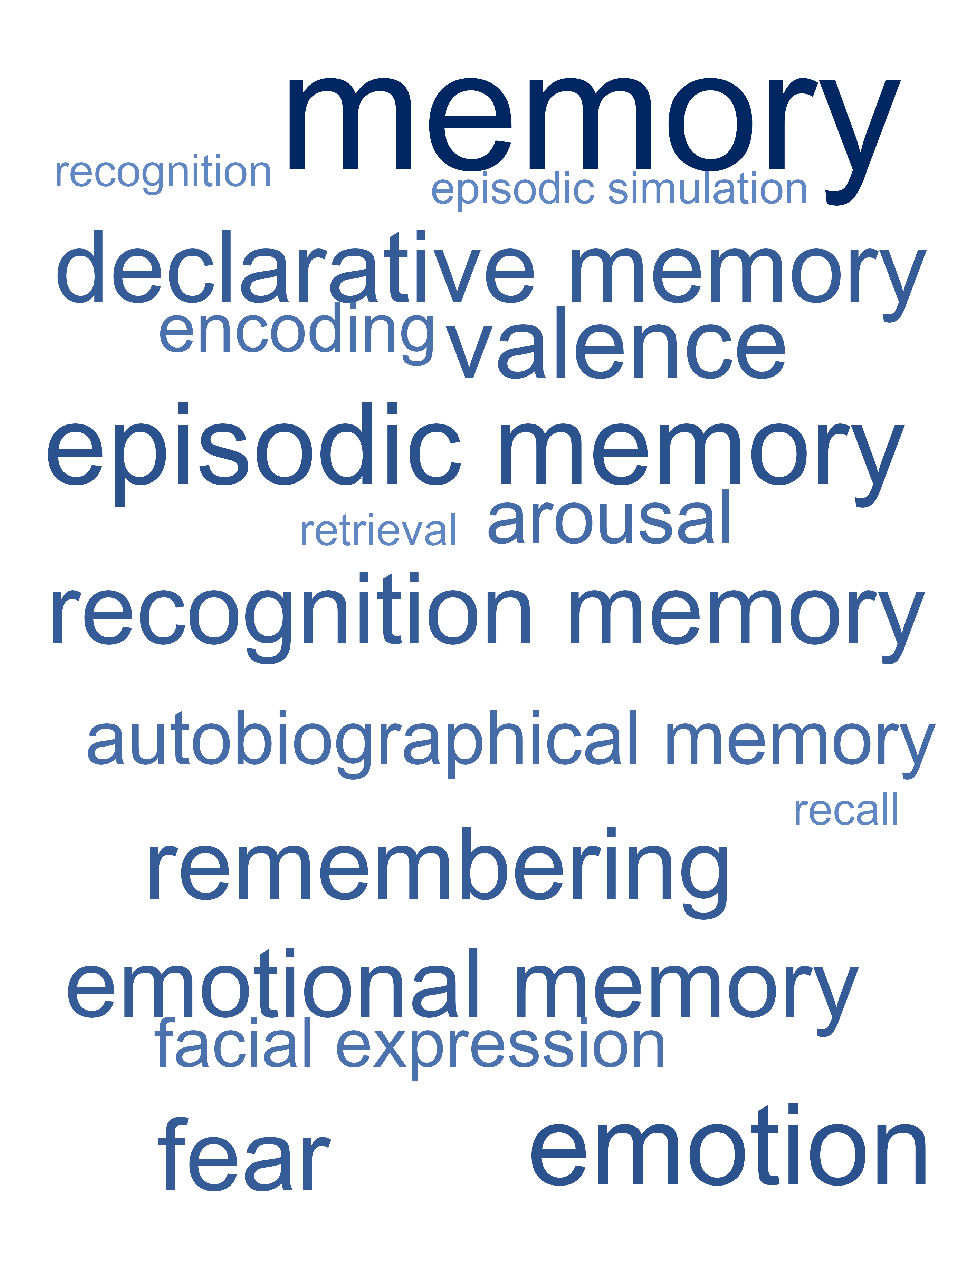 memory
recognition
episodic simulation
declarative memory
encoding
valence
episodic memory
retrieval
arousal
recognition memory
autobiographical memory
recall
remembering
emotional memory
facial expression
fear
emotion